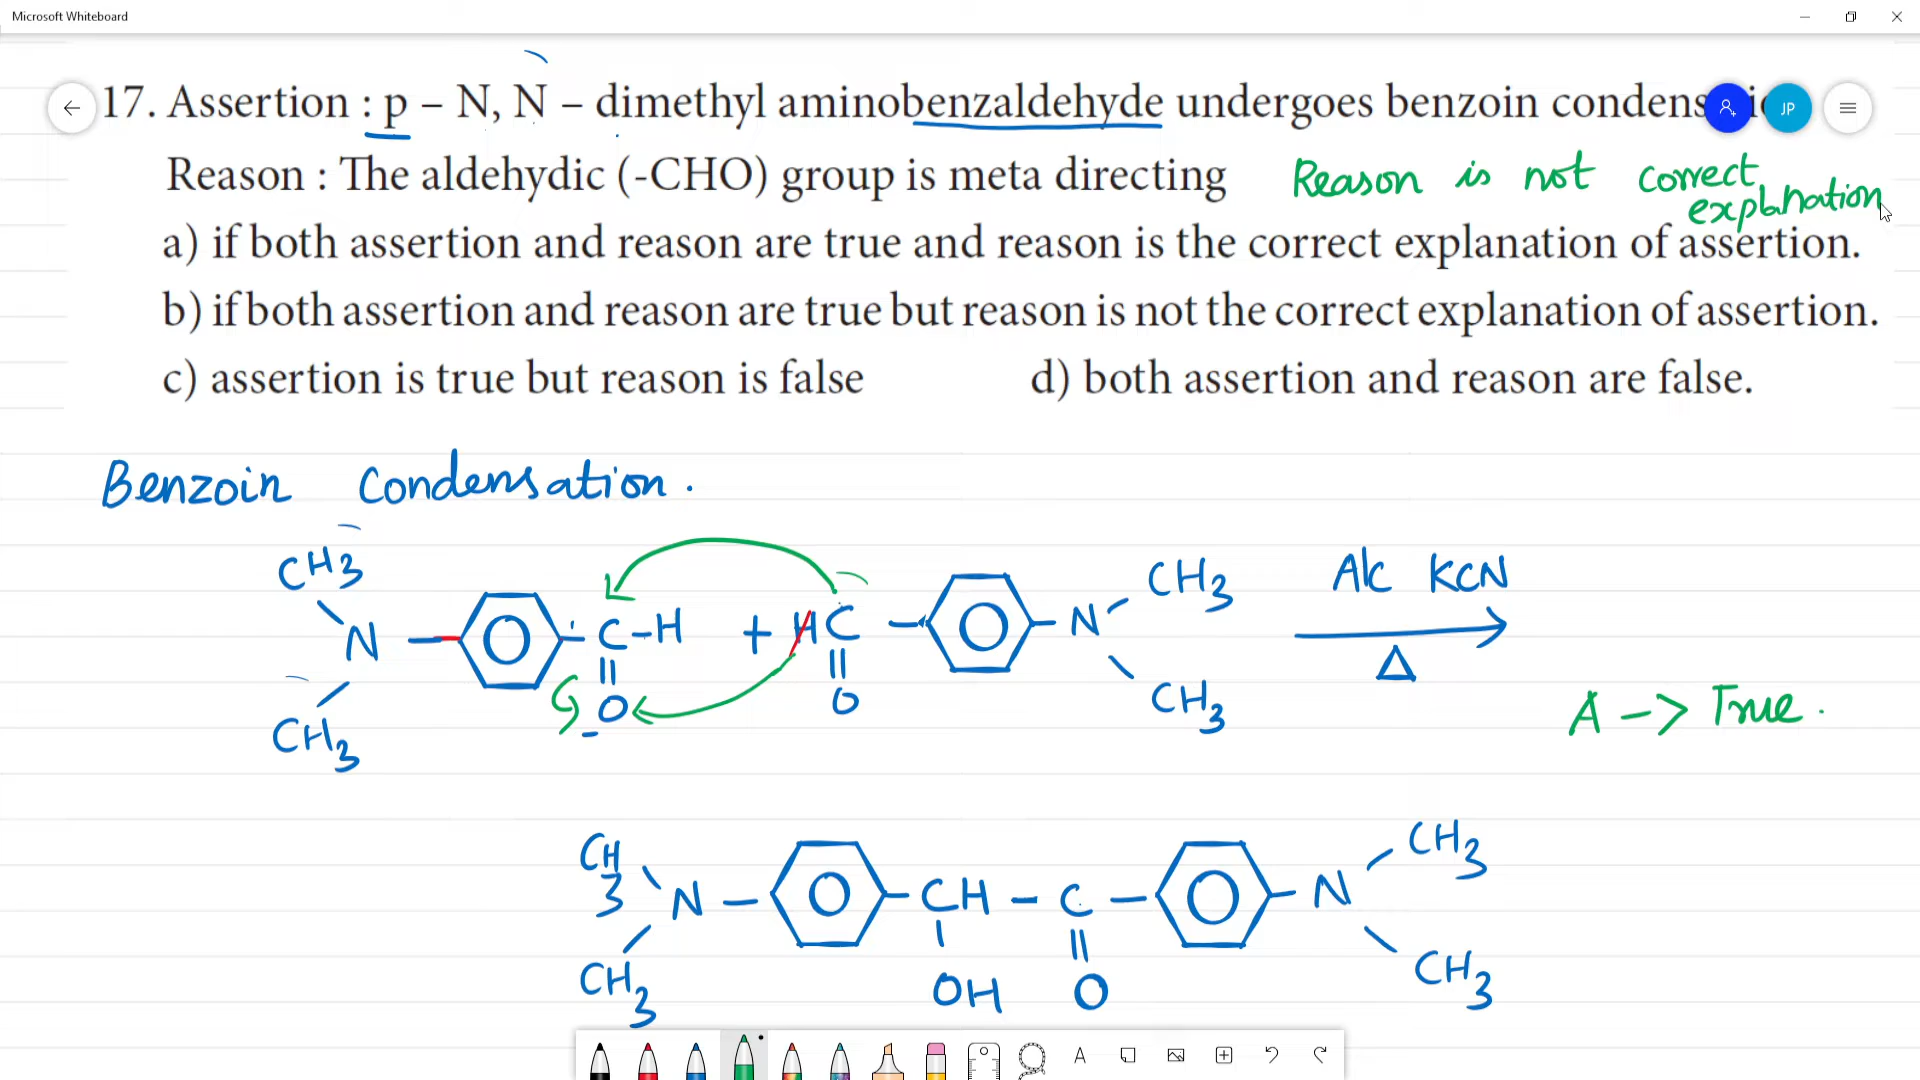 Microsoft Whiteboard
17. Assertion : p – N, N – dimethyl aminobenzaldehyde undergoes benzoin
JP
Reason : The aldehydic (-CHO) group is meta directing Reason is not correct
explanation
a) if both assertion and reason are true and reason is the correct explanation of assertion.
b) if both assertion and reason are true but reason is not the correct explanation of assertion.
c) assertion is true but reason is false d) both assertion and reason are false.
Benzoin Condensation.
CH3 CH3 Alc KCN
N C-H + HC N
O O Δ
CH3 CH3
A -> True.
CH3 CH3
N - CH - C - N
CH3 OH O CH3
A